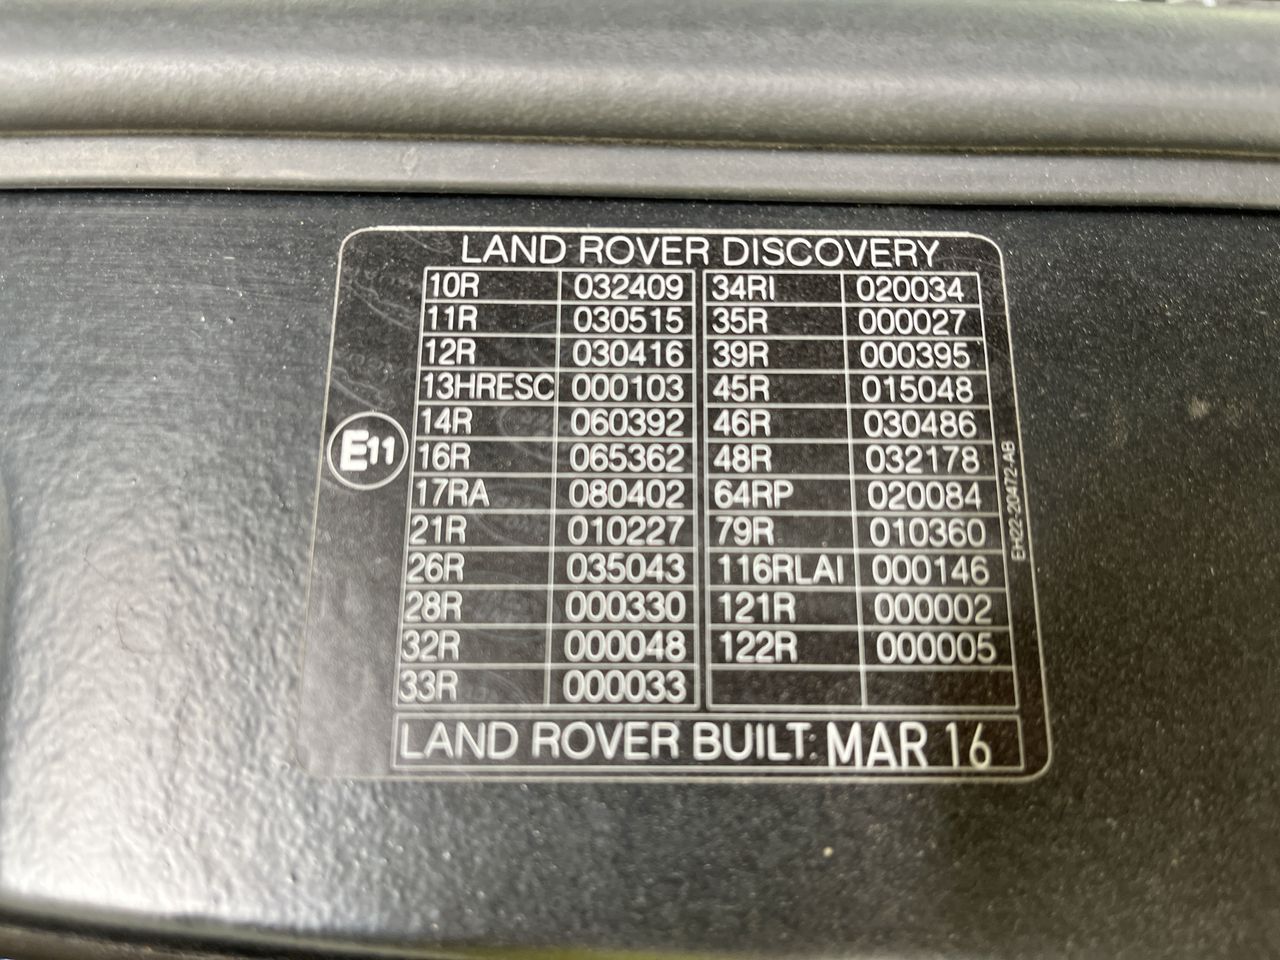 LAND ROVER DISCOVERY
10R 032409 34RI 020034
11R 030515 35R 000027
12R 030416 39R 000395
13HRESC 000103 45R 015048
14R 060392 46R 030486
E11
16R 065362 48R 032178
17RA 080402 64RP 020084
21R 010227 79R 010360
26R 035043 116RLAI 000146
28R 000330 121R 000002
32R 000048 122R 000005
33R 000033
EH22-20472-AB
LAND ROVER BUILT: MAR 16